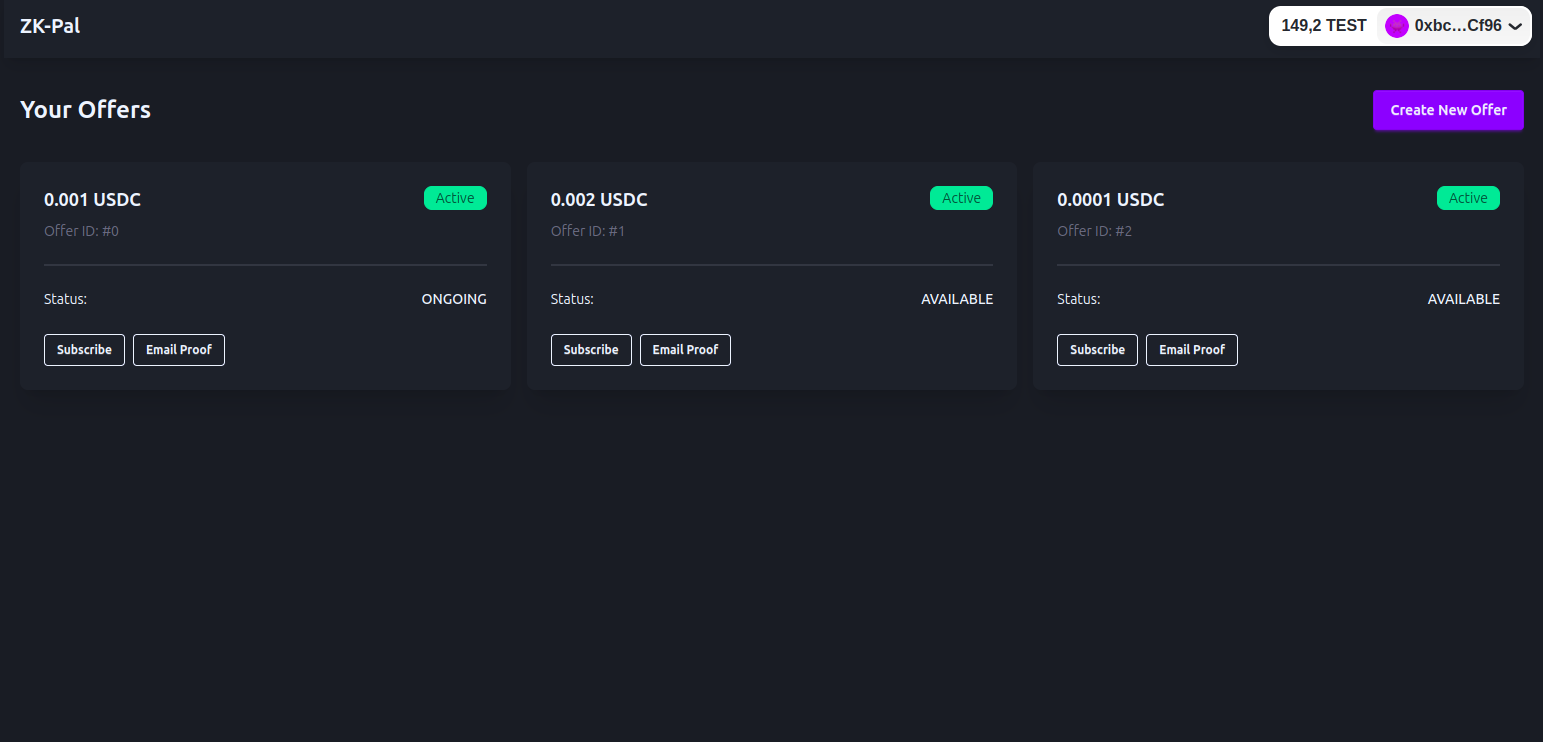 ZK-Pal
149,2 TEST 0xbc...Cf96
Your Offers
Create New Offer
0.001 USDC
Active
Offer ID: #0
Status: ONGOING
Subscribe Email Proof
0.002 USDC
Active
Offer ID: #1
Status: AVAILABLE
Subscribe Email Proof
0.0001 USDC
Active
Offer ID: #2
Status: AVAILABLE
Subscribe Email Proof